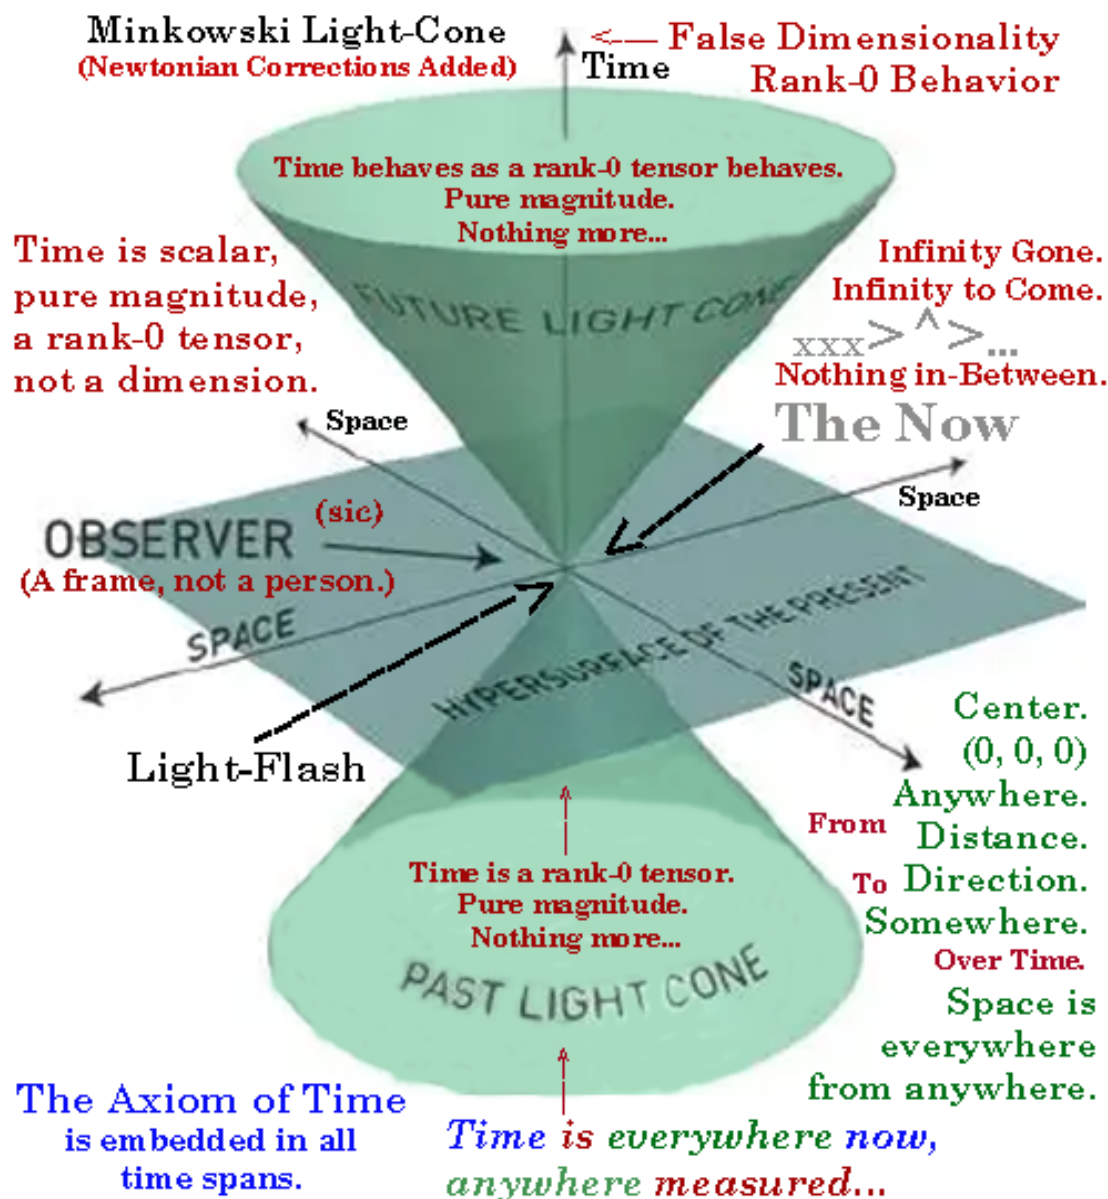 Minkowski Light-Cone
(Newtonian Corrections Added)
Time
<— False Dimensionality
Rank-0 Behavior
Time behaves as a rank-0 tensor behaves.
Pure magnitude.
Nothing more...
Time is scalar,
pure magnitude,
a rank-0 tensor,
not a dimension.
FUTURE LIGHT CONE
Infinity Gone.
Infinity to Come.
xxx>^>...
Nothing in-Between.
The Now
Space
Space
OBSERVER
(sic)
(A frame, not a person.)
SPACE
HYPERSURFACE OF THE PRESENT
SPACE
Light-Flash
Center.
(0, 0, 0)
Anywhere.
From
Distance.
To Direction.
Somewhere.
Over Time.
Space is
everywhere
from anywhere.
Time is a rank-0 tensor.
Pure magnitude.
Nothing more...
PAST LIGHT CONE
The Axiom of Time
is embedded in all
time spans.
Time is everywhere now,
anywhere measured...